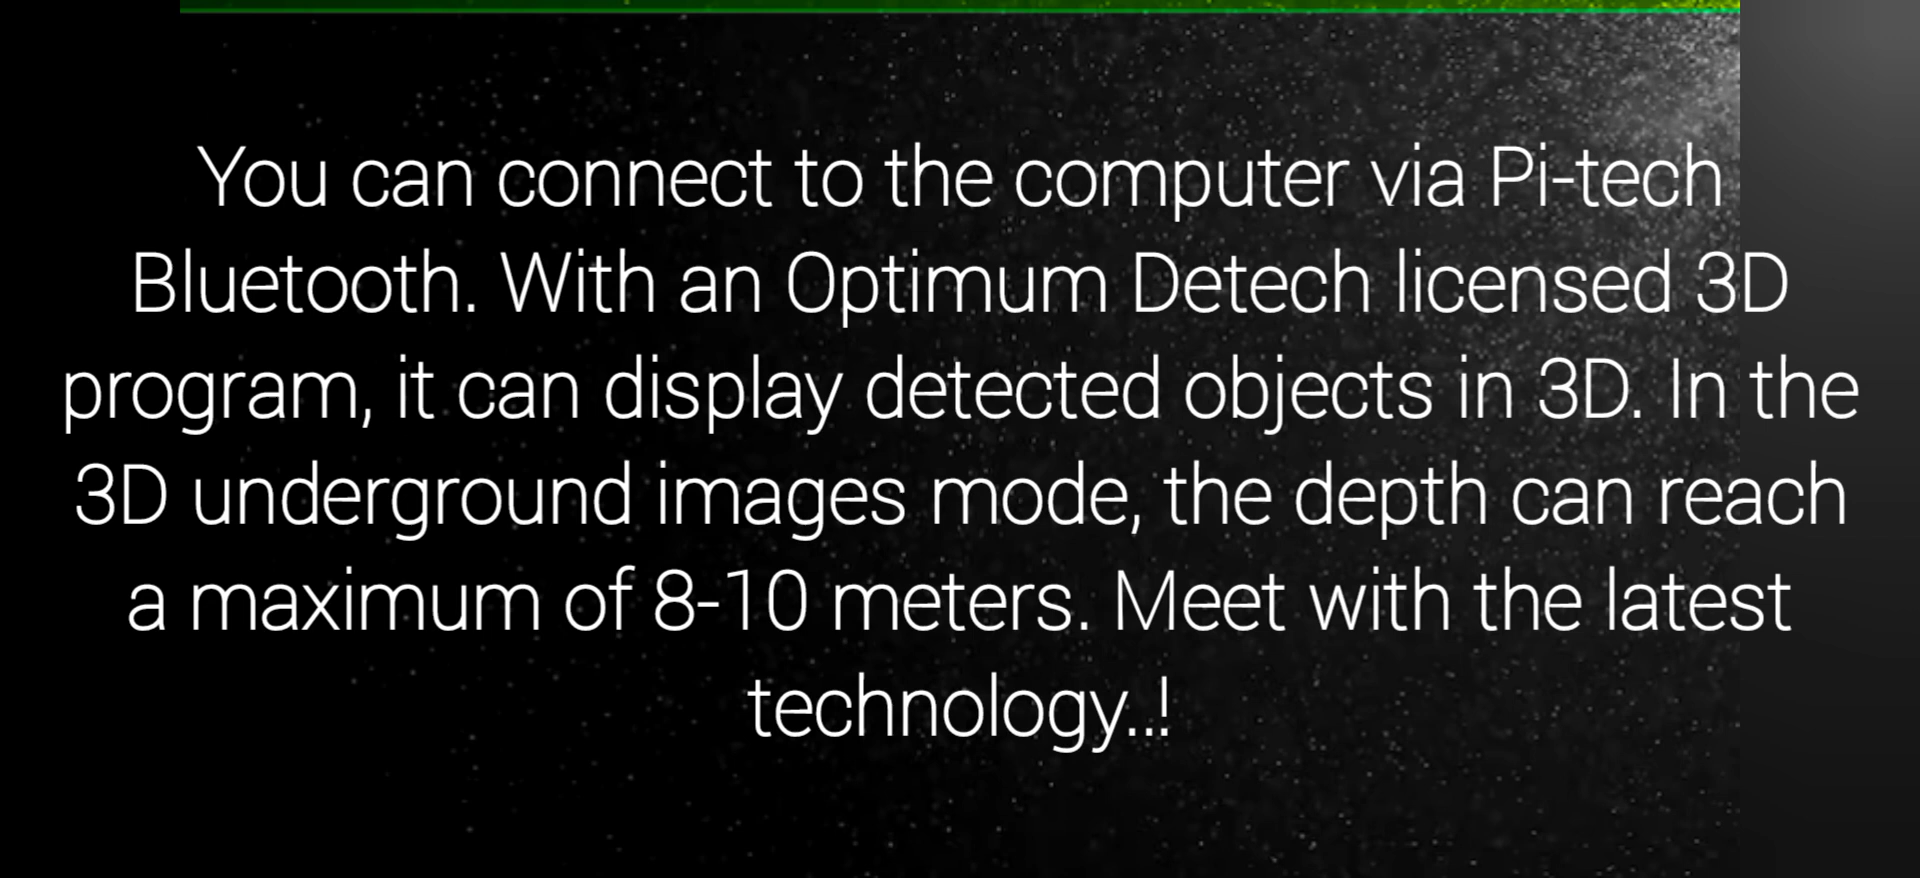 You can connect to the computer via Pi-tech
Bluetooth. With an Optimum Detech licensed 3D
program, it can display detected objects in 3D. In the
3D underground images mode, the depth can reach
a maximum of 8-10 meters. Meet with the latest
technology..!